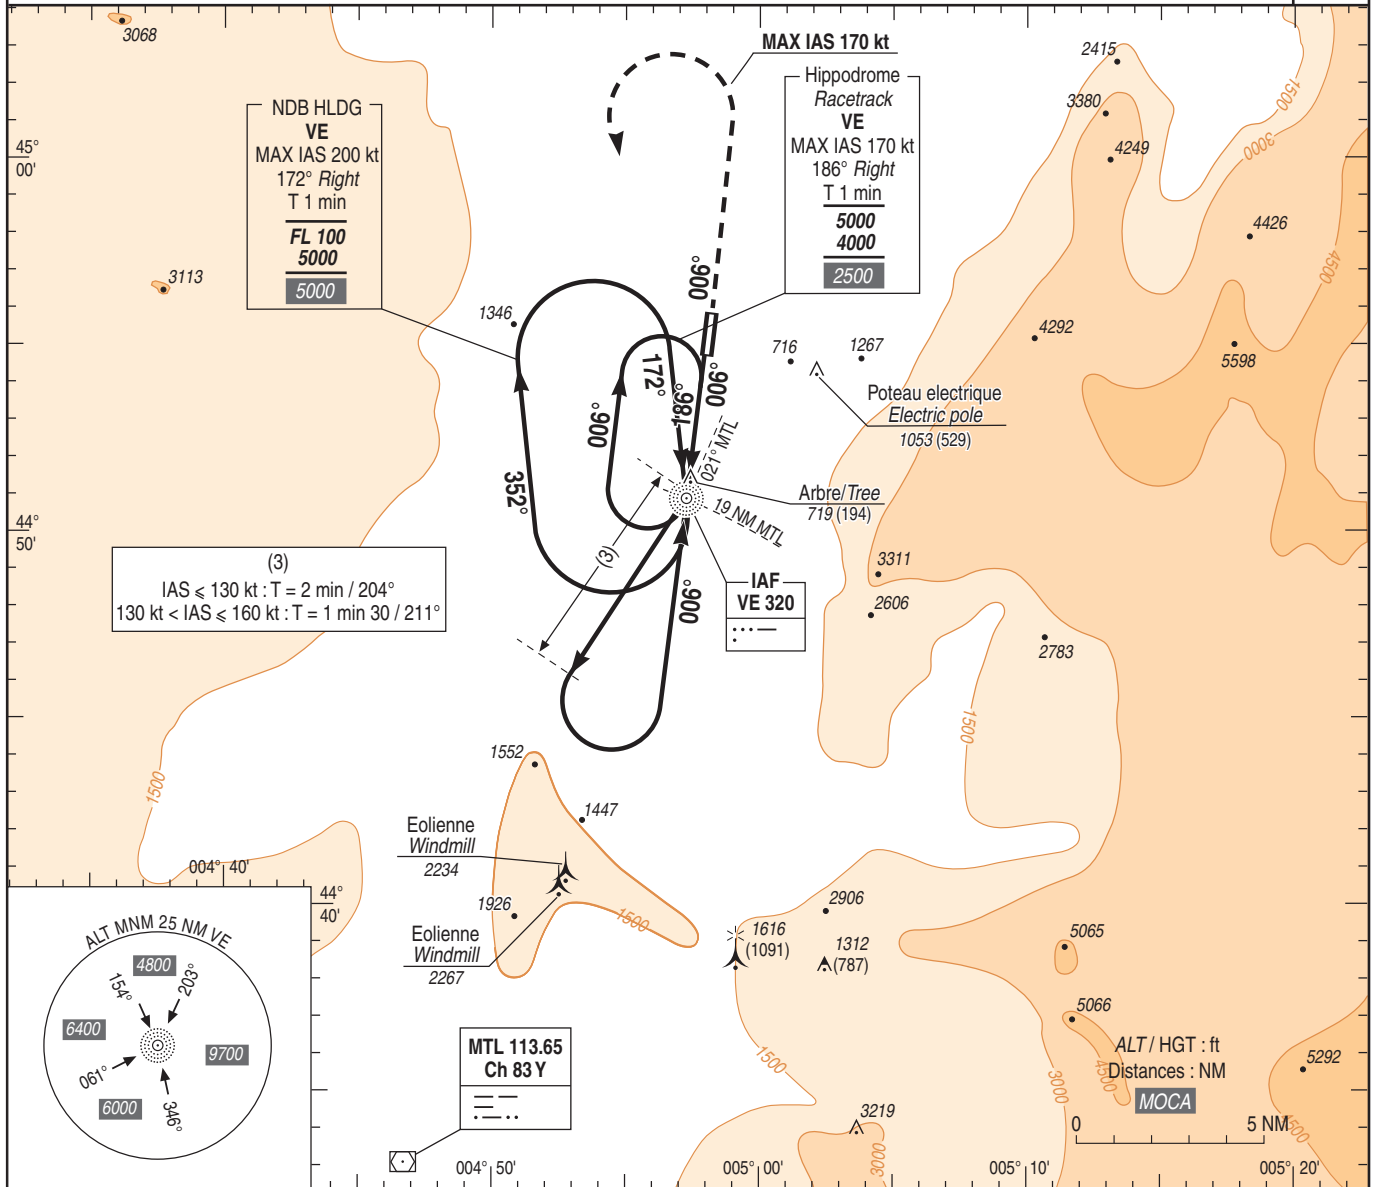 3068
MAX IAS 170 kt
2415
1500
NDB HLDG
VE
MAX IAS 200 kt
172° Right
T 1 min
FL 100
5000
5000
Hippodrome
Racetrack
VE
MAX IAS 170 kt
186° Right
T 1 min
5000
4000
2500
3380
4249
3000
45°
00'
4426
4500
3113
006°
1346
716
1267
4292
5598
172°
186°
006°
006°
Poteau electrique
Electric pole
1053 (529)
021° MTL
352°
19 NM MTL
Arbre/Tree
719 (194)
44°
50'
(3)
(3)
IAS ⩽ 130 kt : T = 2 min / 204°
130 kt < IAS ⩽ 160 kt : T = 1 min 30 / 211°
IAF
VE 320
006°
3311
2606
2783
1500
1500
1552
1447
Eolienne
Windmill
2234
004° 40'
44°
40'
1926
1500
Eolienne
Windmill
2267
2906
1616
(1091)
1312
(787)
5065
5066
ALT MNM 25 NM VE
4800
154°
203°
6400
9700
061°
6000
346°
MTL 113.65
Ch 83 Y
1500
3000
4500
ALT / HGT : ft
Distances : NM
MOCA
5292
4500
0
5 NM
3219
3000
004° 50'
005° 00'
005° 10'
005° 20'